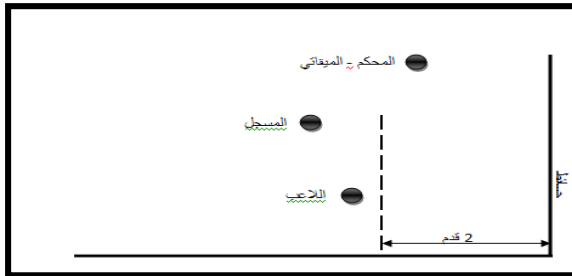 المحكم - الميقاتي
المسجل
اللاعب
حائط
2 قدم